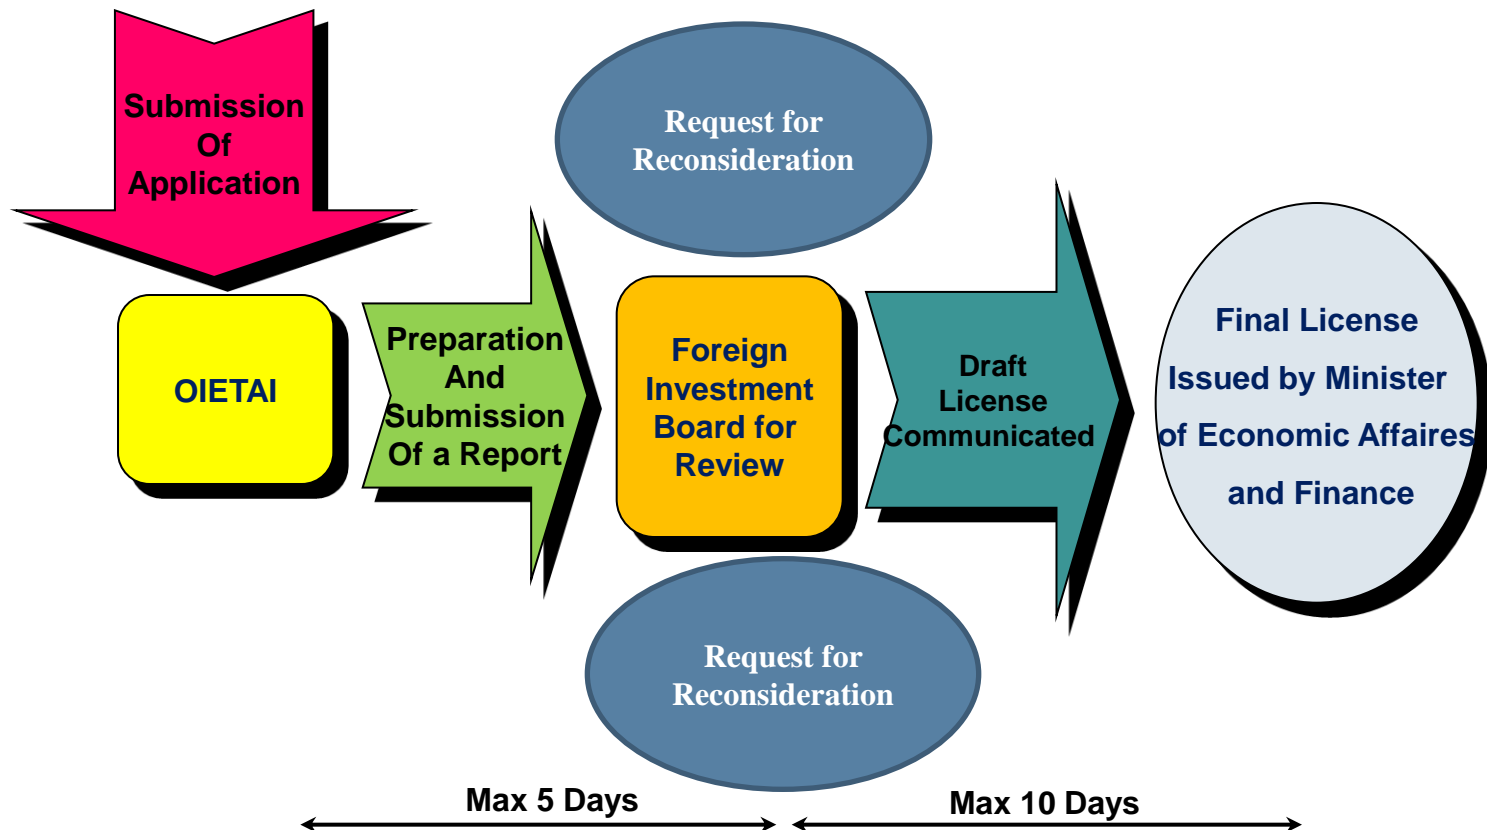 Submission
Of
Application
Request for
Reconsideration
OIETAI
Preparation
And
Submission
Of a Report
Foreign
Investment
Board for
Review
Draft
License
Communicated
Final License
Issued by Minister
of Economic Affaires
and Finance
Request for
Reconsideration
Max 5 Days
Max 10 Days